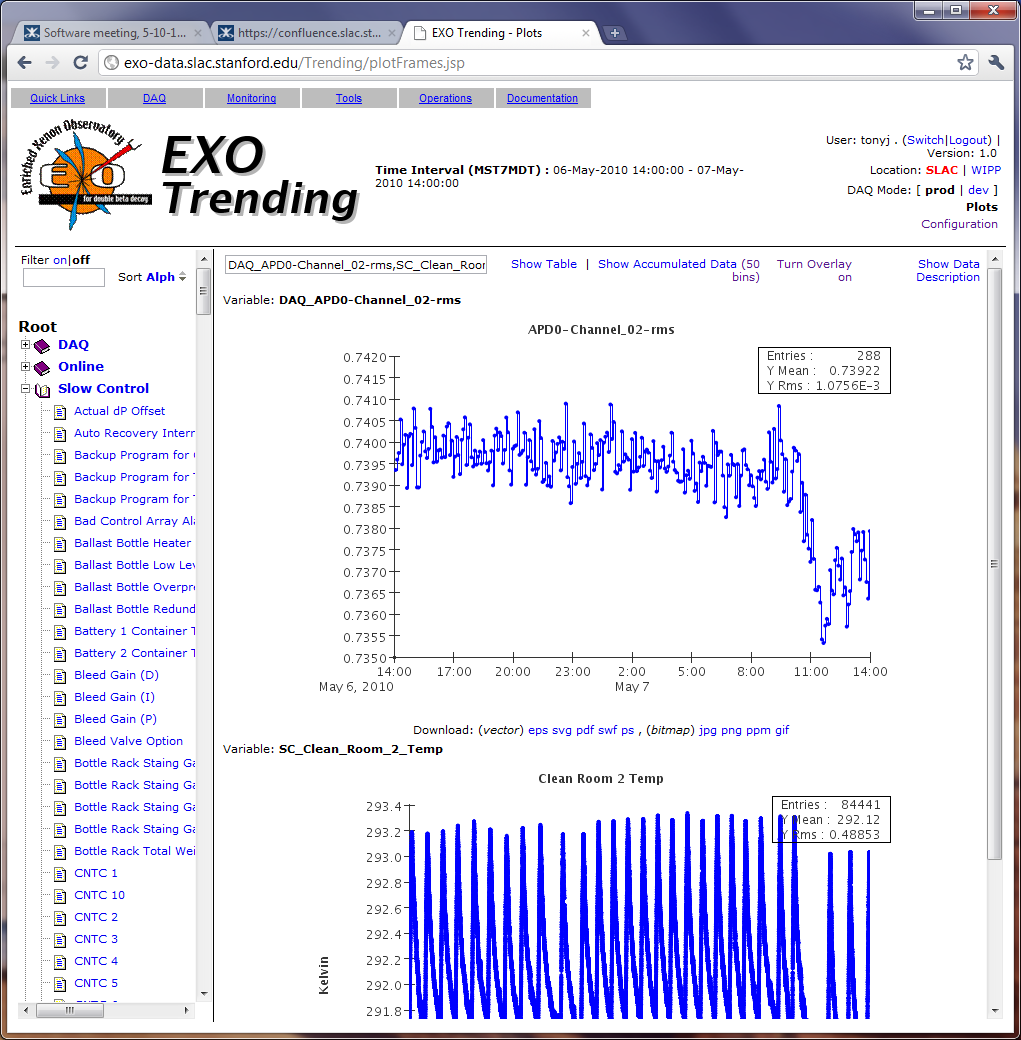 Software meeting, 5-10-1...
https://confluence.slac.st...
EXO Trending - Plots
exo-data.slac.stanford.edu/Trending/plotFrames.jsp
Quick Links DAQ Monitoring Tools Operations Documentation
Enriched Xenon Observatory
EXO
for double beta decay
EXO
Trending
Time Interval (MST7MDT) : 06-May-2010 14:00:00 - 07-May-
2010 14:00:00
User: tonyj . (Switch|Logout) |
Version: 1.0
Location: SLAC | WIPP
DAQ Mode: [ prod | dev ]
Plots
Configuration
Filter on|off
Sort Alph
Root
DAQ
Online
Slow Control
Actual dP Offset
Auto Recovery Interr
Backup Program for
Backup Program for T
Backup Program for T
Bad Control Array Al
Ballast Bottle Heater
Ballast Bottle Low Lev
Ballast Bottle Overpre
Ballast Bottle Redund
Battery 1 Container T
Battery 2 Container T
Bleed Gain (D)
Bleed Gain (I)
Bleed Gain (P)
Bleed Valve Option
Bottle Rack Staing Ga
Bottle Rack Staing Ga
Bottle Rack Staing Ga
Bottle Rack Staing Ga
Bottle Rack Total Wei
CNTC 1
CNTC 10
CNTC 2
CNTC 3
CNTC 4
CNTC 5
DAQ_APD0-Channel_02-rms,SC_Clean_Roor
Show Table | Show Accumulated Data (50
bins)
Turn Overlay
on
Show Data
Description
Variable: DAQ_APD0-Channel_02-rms
APD0-Channel_02-rms
Entries : 288
Y Mean : 0.73922
Y Rms : 1.0756E-3
0.7420
0.7415
0.7410
0.7405
0.7400
0.7395
0.7390
0.7385
0.7380
0.7375
0.7370
0.7365
0.7360
0.7355
0.7350
14:00 17:00 20:00 23:00 2:00 5:00 8:00 11:00 14:00
May 6, 2010 May 7
Download: (vector) eps svg pdf swf ps , (bitmap) jpg png ppm gif
Variable: SC_Clean_Room_2_Temp
Clean Room 2 Temp
Entries : 84441
Y Mean : 292.12
Y Rms : 0.48853
293.4
293.2
293.0
292.8
292.6
292.4
292.2
292.0
291.8
Kelvin